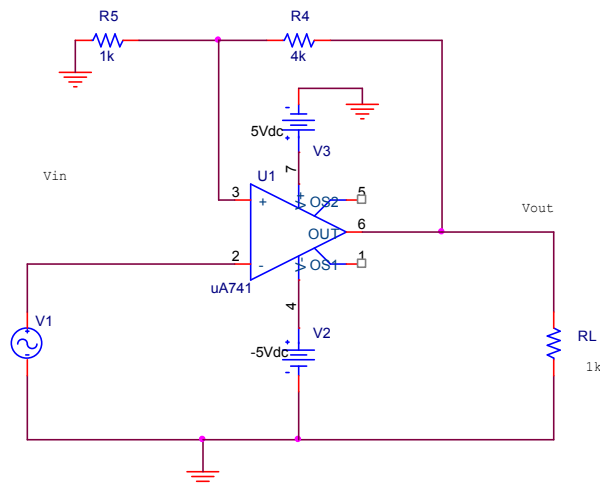 R5
R4
1k
4k
-
5Vdc
+
V3
7
Vin
U1
3
+
V+
OS2
5
Vout
OUT
6
2
-
V-
OS1
1
uA741
4
V1
+
-
V2
+
-5Vdc
-
RL
1k